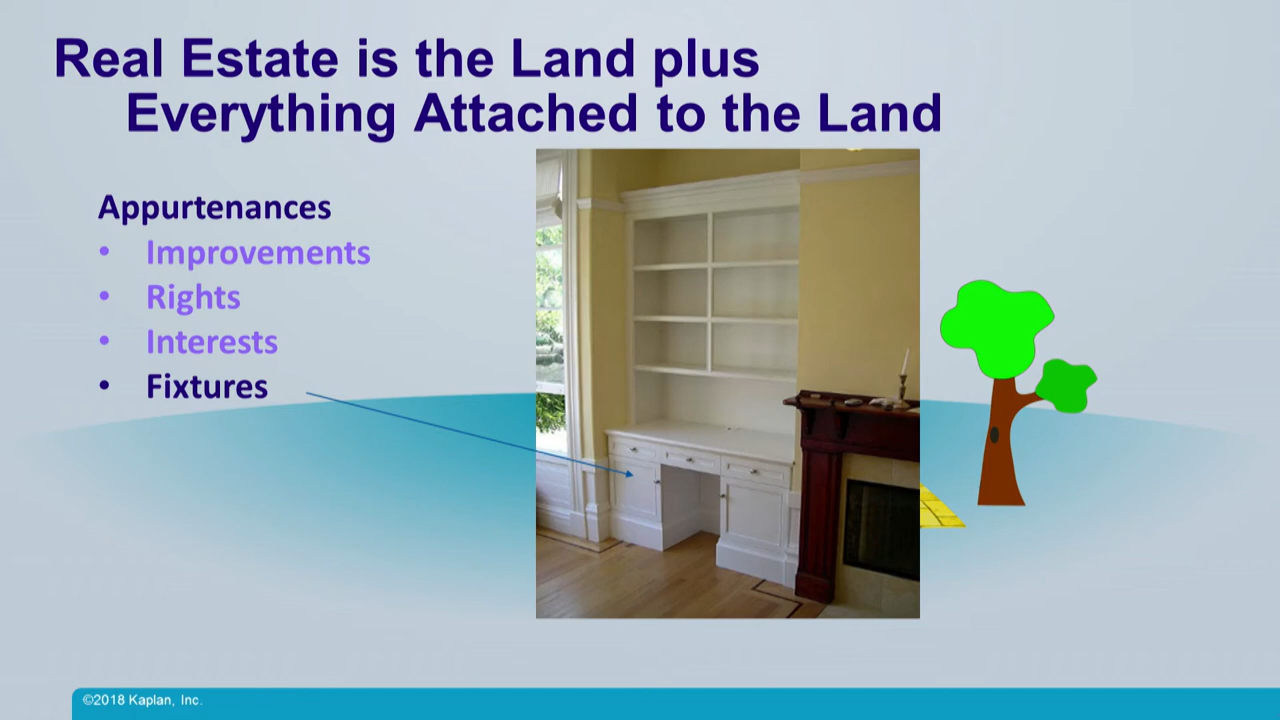 Real Estate is the Land plus
Everything Attached to the Land
Appurtenances
• Improvements
• Rights
• Interests
• Fixtures
©2018 Kaplan, Inc.